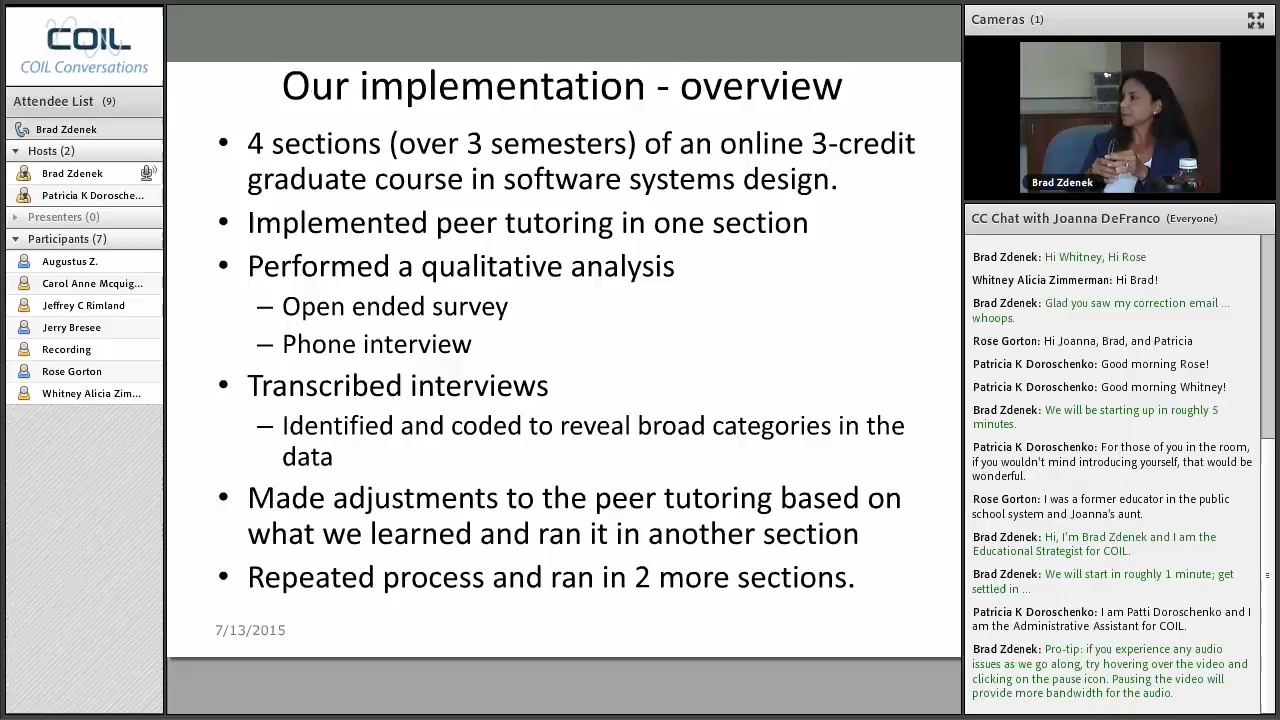 COIL
COIL Conversations
Attendee List (9)
Brad Zdenek
Hosts (2)
Brad Zdenek
Patricia K Dorosche...
Presenters (0)
Participants (7)
Augustus Z.
Carol Anne Mcquig...
Jeffrey C Rimland
Jerry Bresee
Recording
Rose Gorton
Whitney Alicia Zim...
Our implementation - overview
• 4 sections (over 3 semesters) of an online 3-credit
graduate course in software systems design.
• Implemented peer tutoring in one section
• Performed a qualitative analysis
– Open ended survey
– Phone interview
• Transcribed interviews
– Identified and coded to reveal broad categories in the
data
• Made adjustments to the peer tutoring based on
what we learned and ran it in another section
• Repeated process and ran in 2 more sections.
7/13/2015
Cameras (1)
Brad Zdenek
CC Chat with Joanna DeFranco (Everyone)
Brad Zdenek: Hi Whitney, Hi Rose
Whitney Alicia Zimmerman: Hi Brad!
Brad Zdenek: Glad you saw my correction email ...
whoops.
Rose Gorton: Hi Joanna, Brad, and Patricia
Patricia K Doroschenko: Good morning Rose!
Patricia K Doroschenko: Good morning Whitney!
Brad Zdenek: We will be starting up in roughly 5
minutes.
Patricia K Doroschenko: For those of you in the room,
if you wouldn't mind introducing yourself, that would be
wonderful.
Rose Gorton: I was a former educator in the public
school system and Joanna's aunt.
Brad Zdenek: Hi, I'm Brad Zdenek and I am the
Educational Strategist for COIL.
Brad Zdenek: We will start in roughly 1 minute; get
settled in ...
Patricia K Doroschenko: I am Patti Doroschenko and I
am the Administrative Assistant for COIL.
Brad Zdenek: Pro-tip: if you experience any audio
issues as we go along, try hovering over the video and
clicking on the pause icon. Pausing the video will
provide more bandwidth for the audio.